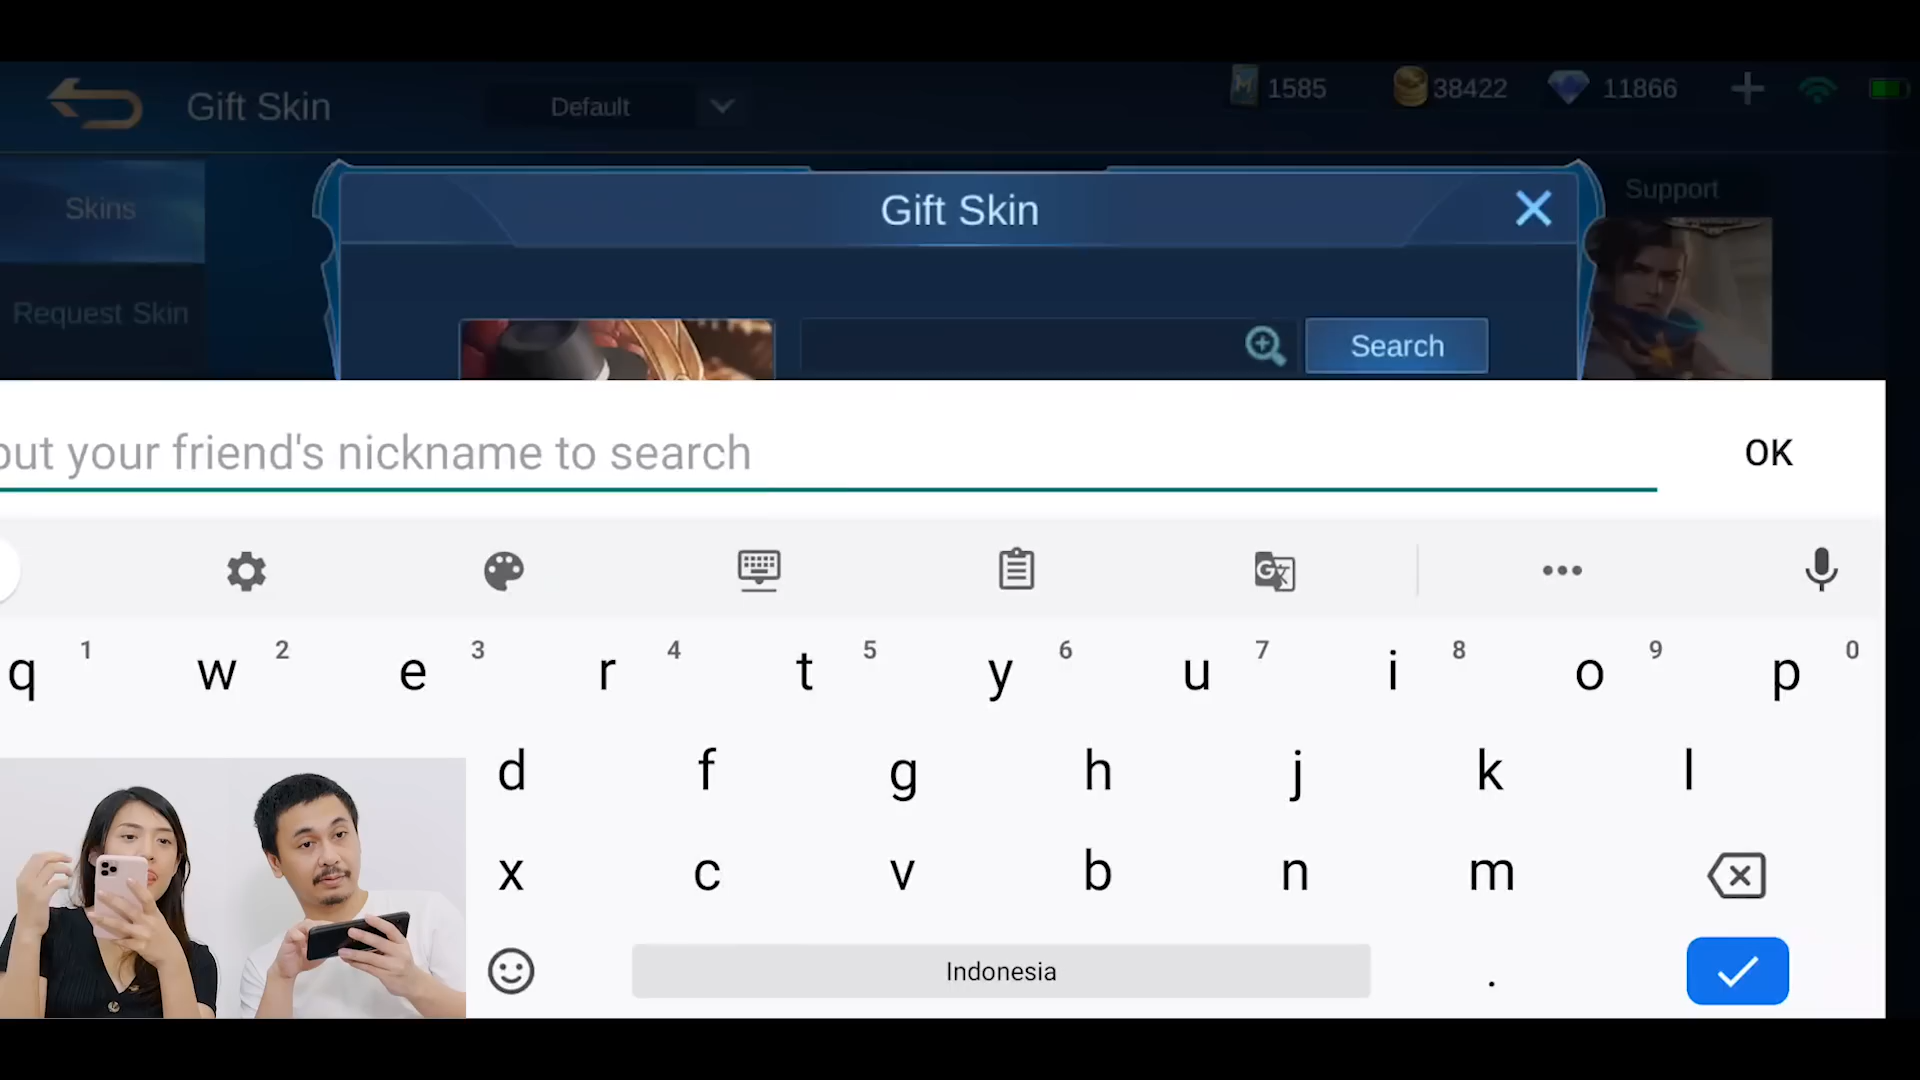 Gift Skin
Default
1585
38422
11866
Skins
Gift Skin
Support
Request Skin
Search
put your friend's nickname to search
OK
q 1 w 2 e 3 r 4 t 5 y 6 u 7 i 8 o 9 p 0
d f g h j k l
x c v b n m
Indonesia
.